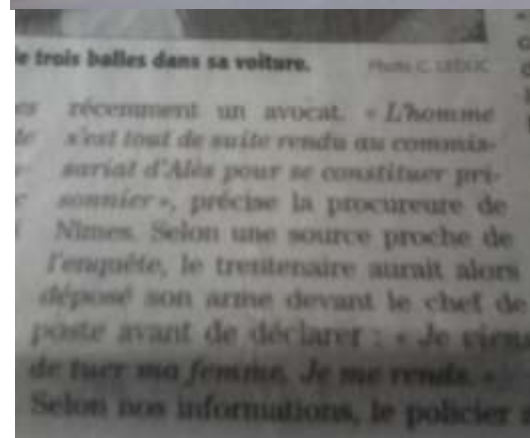 e trois balles dans sa voiture. Photo C. LEDUC
récemment un avocat. « L'homme
s'est tout de suite rendu au commis-
sariat d'Alès pour se constituer pri-
sonnier », précise la procureure de
Nîmes. Selon une source proche de
l'enquête, le trentenaire aurait alors
déposé son arme devant le chef de
poste avant de déclarer : « Je viens
de tuer ma femme. Je me rends. »
Selon nos informations, le policier